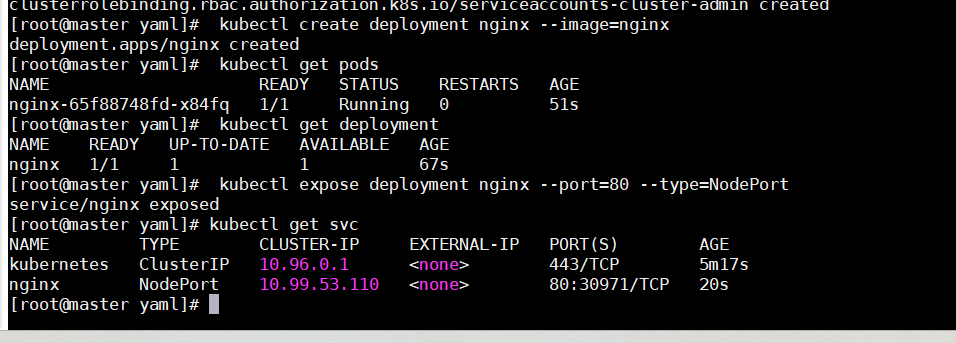 clusterrolebinding.rbac.authorization.k8s.io/serviceaccounts-cluster-admin created
[root@master yaml]#  kubectl create deployment nginx --image=nginx
deployment.apps/nginx created
[root@master yaml]#  kubectl get pods
NAME                     READY   STATUS    RESTARTS   AGE
nginx-65f88748fd-x84fq   1/1     Running   0          51s
[root@master yaml]#  kubectl get deployment
NAME    READY   UP-TO-DATE   AVAILABLE   AGE
nginx   1/1     1            1           67s
[root@master yaml]#  kubectl expose deployment nginx --port=80 --type=NodePort
service/nginx exposed
[root@master yaml]# kubectl get svc
NAME         TYPE        CLUSTER-IP     EXTERNAL-IP   PORT(S)        AGE
kubernetes   ClusterIP   10.96.0.1      <none>        443/TCP        5m17s
nginx        NodePort    10.99.53.110   <none>        80:30971/TCP   20s
[root@master yaml]#